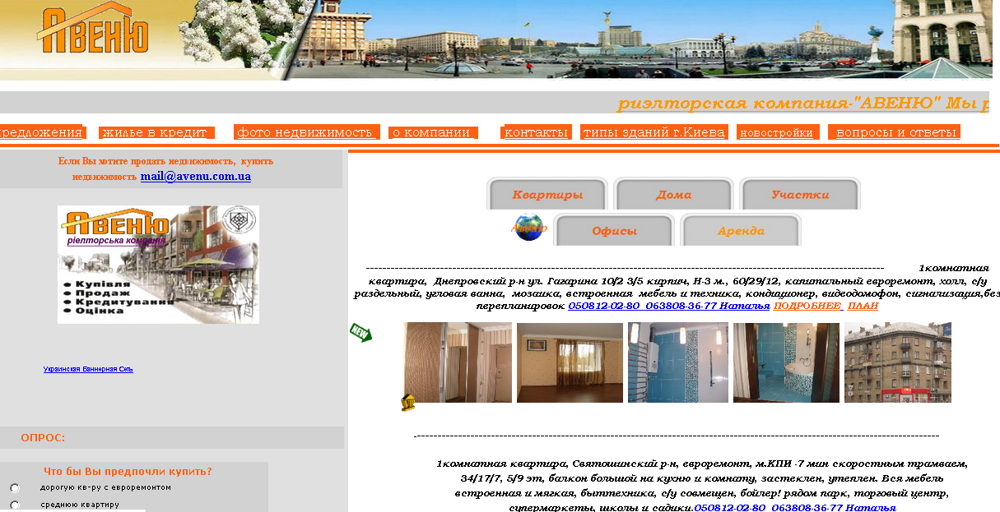 Авеню
риэлторская компания-"АВЕНЮ" Мы р
предложения жилье в кредит фото недвижимость о компании контакты типы зданий г.Киева новостройки вопросы и ответы
Если Вы хотите продать недвижимость, купить
недвижимость mail@avenu.com.ua
Авеню
ріелторська компанія
• Купівля
• Продаж
• Кредитування
• Оцінка
Украинская Баннерная Сеть
ОПРОС:
Что бы Вы предпочли купить?
дорогую кв-ру с евроремонтом
среднюю квартиру
Квартиры Дома Участки
Авеню Офисы Аренда
1комнатная
квартира, Днепровский р-н ул. Гагарина 10/2 3/5 кирпич, Н-3 м., 60/29/12, капитальный евроремонт, холл, с/у
раздельный, угловая ванна, мозаика, встроенная мебель и техника, кондиционер, видеодомофон, сигнализация,без
перепланировок 050812-02-80 063808-36-77 Наталья ПОДРОБНЕЕ ПЛАН
NEW
1комнатная квартира, Святошинский р-н, евроремонт, м.КПИ -7 мин скоростным трамваем,
34/17/7, 5/9 эт, балкон большой на кухню и комнату, застеклен, утеплен. Вся мебель
встроенная и мягкая, быттехника, с/у совмещен, бойлер! рядом парк, торговый центр,
супермаркеты, школы и садики.050812-02-80 063808-36-77 Наталья